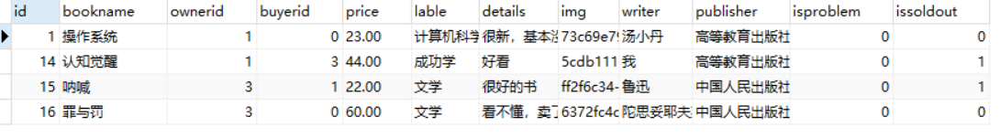 id bookname ownerid buyerid price lable details img writer publisher isproblem issoldout
1 操作系统 1 0 23.00 计算机科学 很新，基本没 73c69e79 汤小丹 高等教育出版社 0 0
14 认知觉醒 1 3 44.00 成功学 好看 5cdb111 我 高等教育出版社 0 1
15 呐喊 3 1 22.00 文学 很好的书 ff2f6c34- 鲁迅 中国人民出版社 0 1
16 罪与罚 3 0 60.00 文学 看不懂，卖了 6372fc4c 陀思妥耶夫 中国人民出版社 0 0